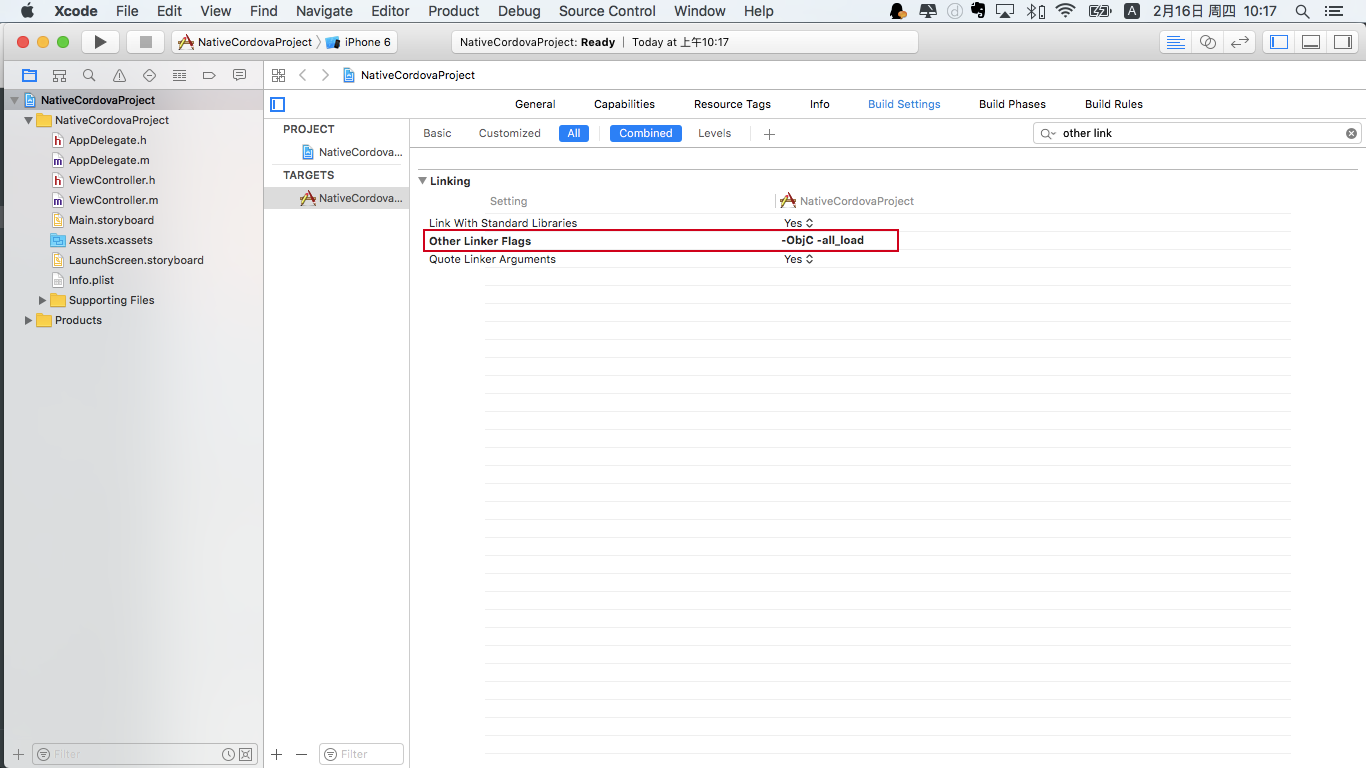 Xcode File Edit View Find Navigate Editor Product Debug Source Control Window Help A 2月16日 周四 10:17
NativeCordovaProject iPhone 6 NativeCordovaProject: Ready | Today at 上午10:17
NativeCordovaProject
NativeCordovaProject
NativeCordovaProject
AppDelegate.h
AppDelegate.m
ViewController.h
ViewController.m
Main.storyboard
Assets.xcassets
LaunchScreen.storyboard
Info.plist
Supporting Files
Products
Filter
PROJECT
NativeCordova...
TARGETS
NativeCordova...
Filter
General Capabilities Resource Tags Info Build Settings Build Phases Build Rules
Basic Customized All Combined Levels other link
Linking
Setting NativeCordovaProject
Link With Standard Libraries Yes
Other Linker Flags -ObjC -all_load
Quote Linker Arguments Yes